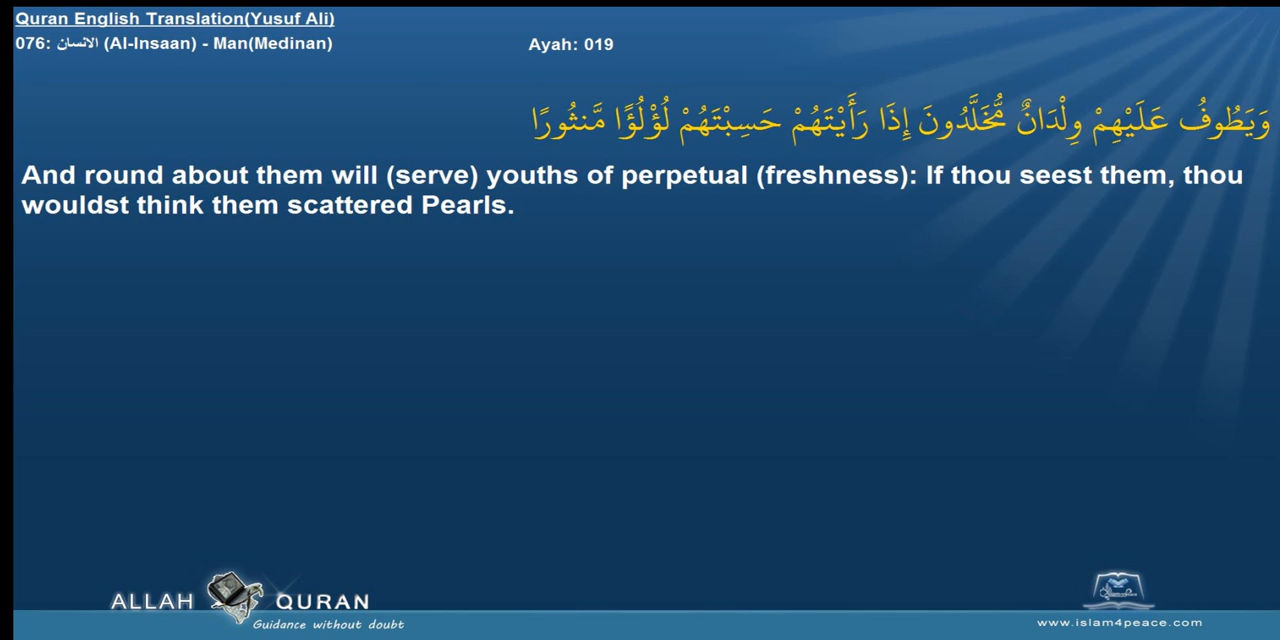 Quran English Translation(Yusuf Ali)
076: الانسان (Al-Insaan) - Man(Medinan)
Ayah: 019
وَيَطُوفُ عَلَيْهِمْ وِلْدَانٌ مُّخَلَّدُونَ إِذَا رَأَيْتَهُمْ حَسِبْتَهُمْ لُؤْلُؤًا مَّنثُورًا
And round about them will (serve) youths of perpetual (freshness): If thou seest them, thou
wouldst think them scattered Pearls.
ALLAH QURAN
Guidance without doubt
www.islam4peace.com